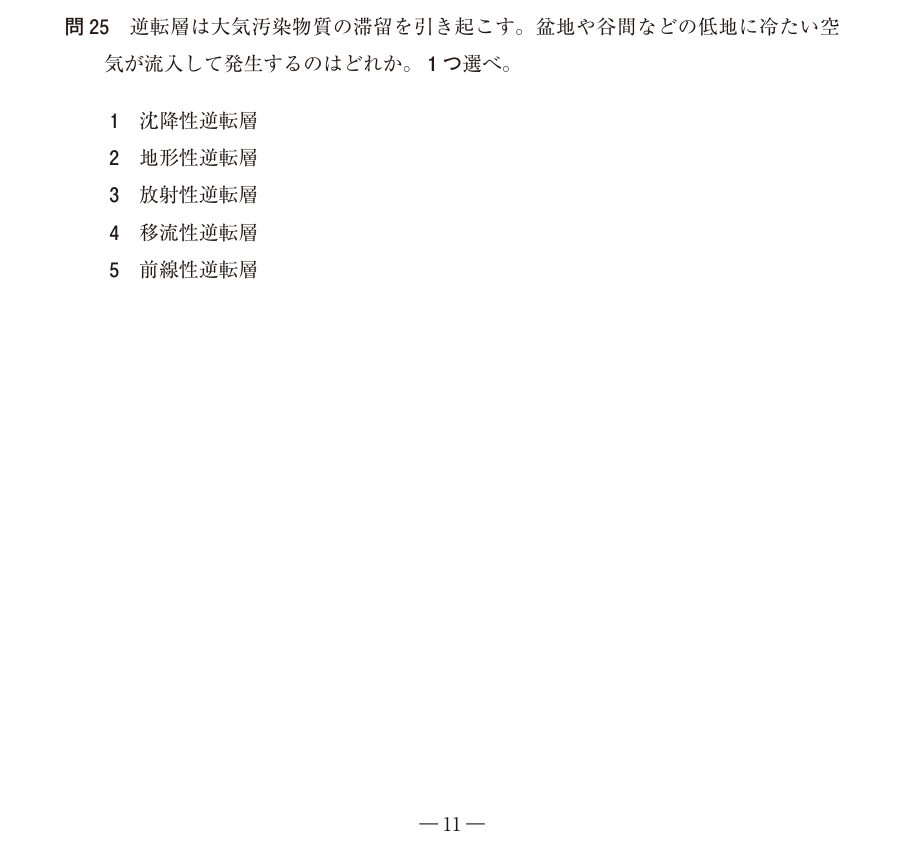 問 25 逆転層は大気汚染物質の滞留を引き起こす。盆地や谷間などの低地に冷たい空
気が流入して発生するのはどれか。1つ選べ。
1 沈降性逆転層
2 地形性逆転層
3 放射性逆転層
4 移流性逆転層
5 前線性逆転層
— 11 —